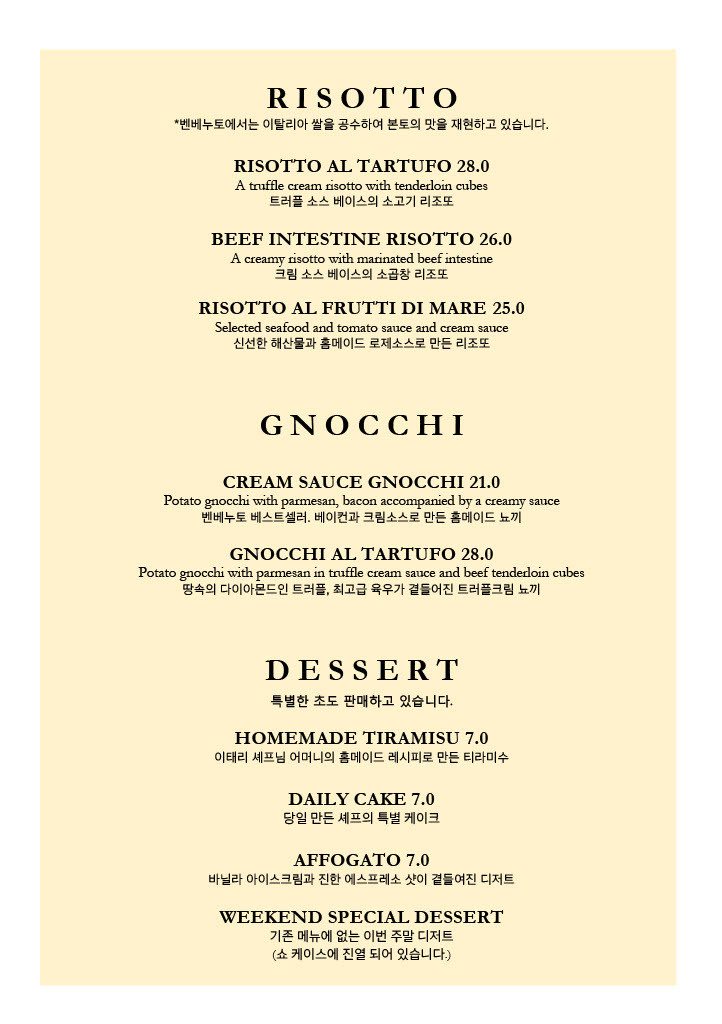 RISOTTO
*벤베누토에서는 이탈리아 쌀을 공수하여 본토의 맛을 재현하고 있습니다.
RISOTTO AL TARTUFO 28.0
A truffle cream risotto with tenderloin cubes
트러플 소스 베이스의 소고기 리조또
BEEF INTESTINE RISOTTO 26.0
A creamy risotto with marinated beef intestine
크림 소스 베이스의 소곱창 리조또
RISOTTO AL FRUTTI DI MARE 25.0
Selected seafood and tomato sauce and cream sauce
신선한 해산물과 홈메이드 로제소스로 만든 리조또
GNOCCHI
CREAM SAUCE GNOCCHI 21.0
Potato gnocchi with parmesan, bacon accompanied by a creamy sauce
벤베누토 베스트셀러. 베이컨과 크림소스로 만든 홈메이드 뇨끼
GNOCCHI AL TARTUFO 28.0
Potato gnocchi with parmesan in truffle cream sauce and beef tenderloin cubes
땅속의 다이아몬드인 트러플, 최고급 육우가 곁들어진 트러플크림 뇨끼
DESSERT
특별한 초도 판매하고 있습니다.
HOMEMADE TIRAMISU 7.0
이태리 셰프님 어머니의 홈메이드 레시피로 만든 티라미수
DAILY CAKE 7.0
당일 만든 셰프의 특별 케이크
AFFOGATO 7.0
바닐라 아이스크림과 진한 에스프레소 샷이 곁들여진 디저트
WEEKEND SPECIAL DESSERT
기존 메뉴에 없는 이번 주말 디저트
(쇼 케이스에 진열 되어 있습니다.)